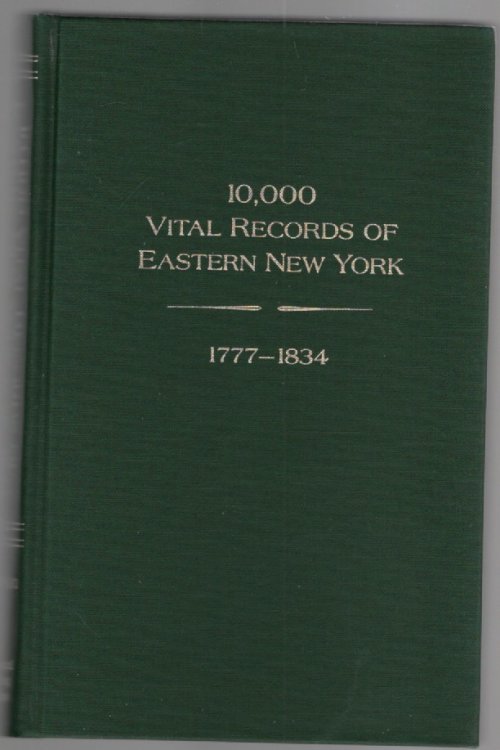 10,000
VITAL RECORDS OF
EASTERN NEW YORK
1777–1834